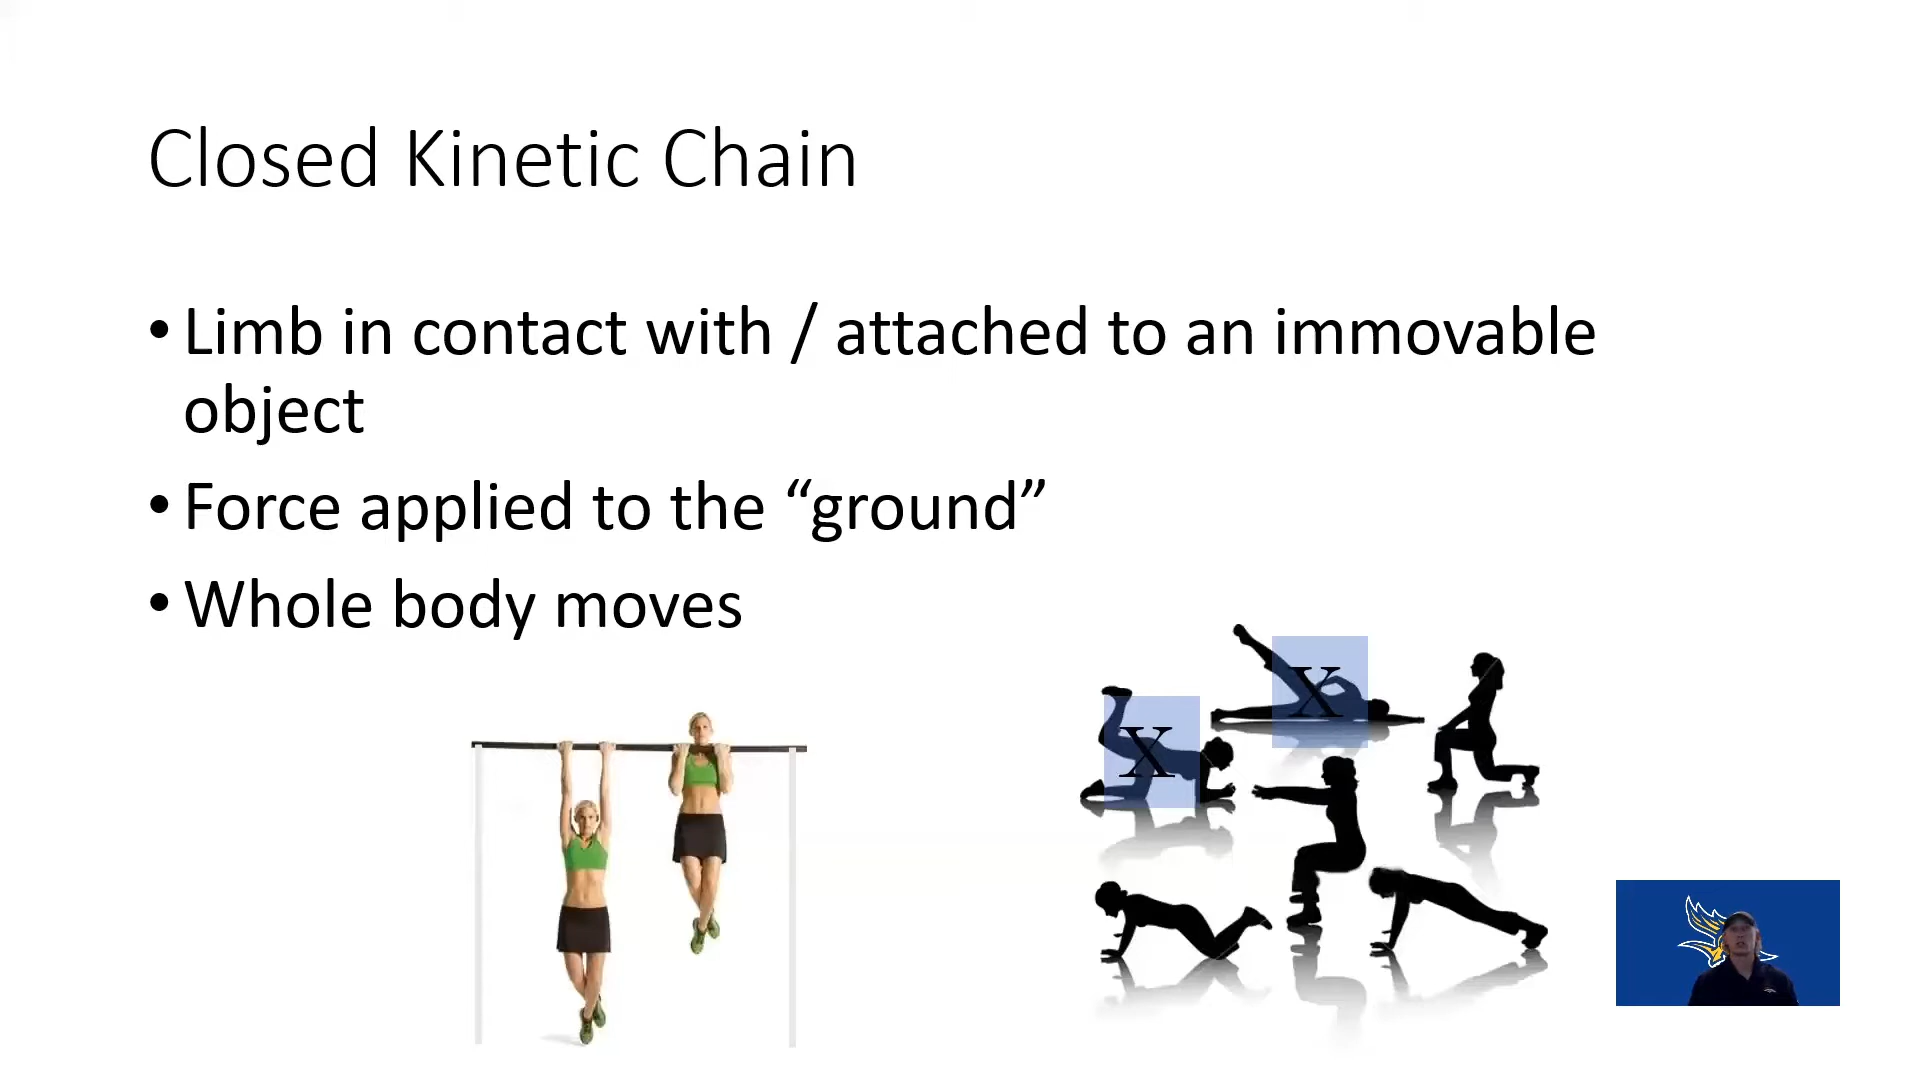 Closed Kinetic Chain
• Limb in contact with / attached to an immovable
object
• Force applied to the “ground”
• Whole body moves
X
X